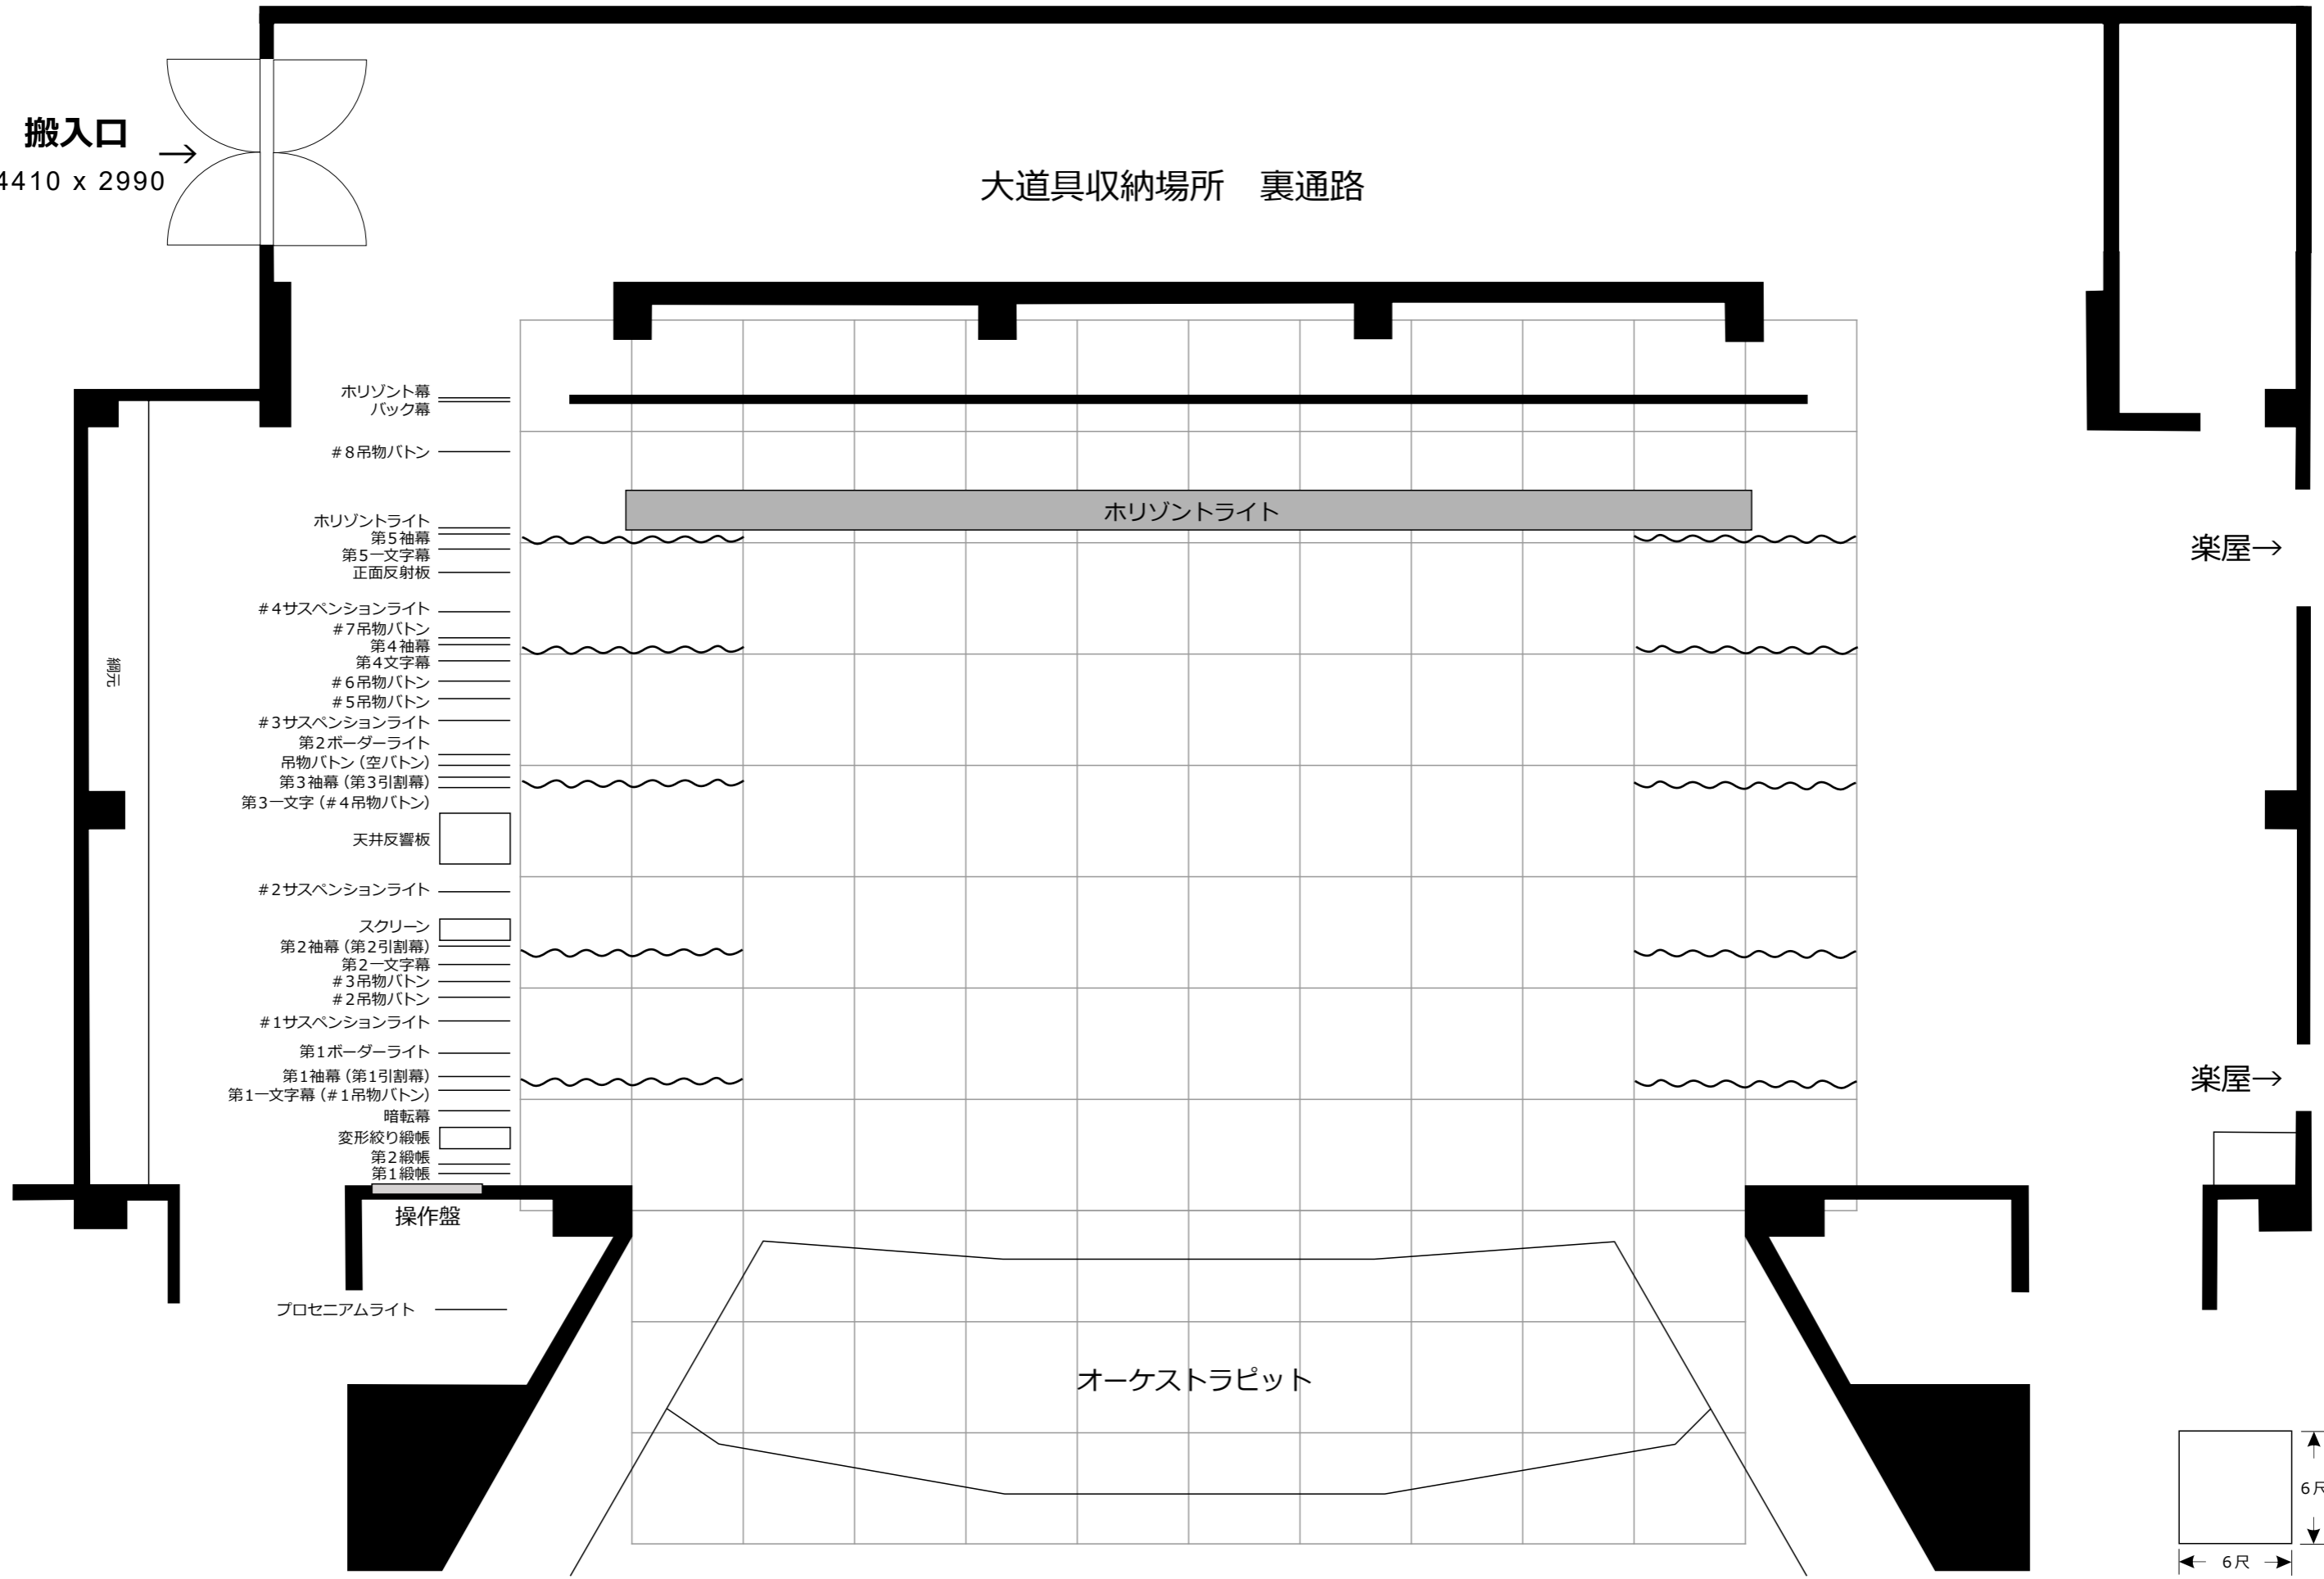 搬入口
→
4410 x 2990
大道具収納場所　裏通路
ホリゾント幕
バック幕
#8吊物バトン
ホリゾントライト
ホリゾントライト
第5袖幕
第5一文字幕
正面反射板
楽屋→
#4サスペンションライト
#7吊物バトン
第4袖幕
第4文字幕
#6吊物バトン
#5吊物バトン
#3サスペンションライト
第2ボーダーライト
吊物バトン(空バトン)
第3袖幕(第3引割幕)
第3一文字(#4吊物バトン)
綱元
天井反響板
#2サスペンションライト
スクリーン
第2袖幕(第2引割幕)
第2一文字幕
#3吊物バトン
#2吊物バトン
#1サスペンションライト
第1ボーダーライト
第1袖幕(第1引割幕)
第1一文字幕(#1吊物バトン)
楽屋→
暗転幕
変形絞り緞帳
第2緞帳
第1緞帳
操作盤
プロセニアムライト
オーケストラピット
6尺
6尺